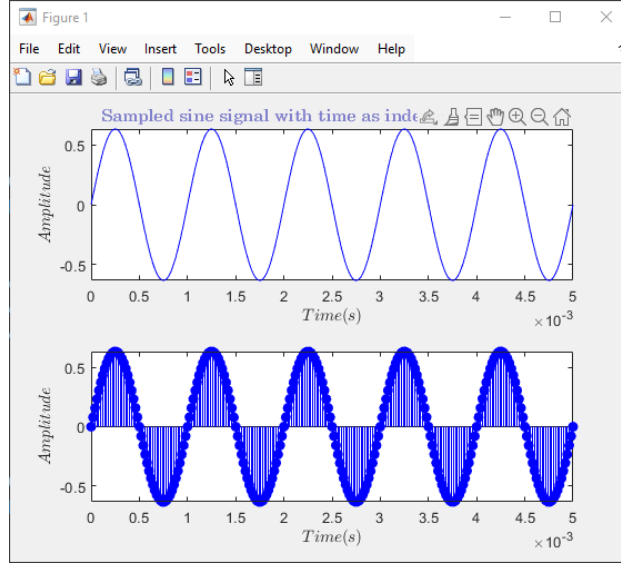 Figure 1
File Edit View Insert Tools Desktop Window Help
Sampled sine signal with time as inde
Amplitude
0.5
0
-0.5
0 0.5 1 1.5 2 2.5 3 3.5 4 4.5 5
Time(s)
×10-3
Amplitude
0.5
0
-0.5
0 0.5 1 1.5 2 2.5 3 3.5 4 4.5 5
Time(s)
×10-3